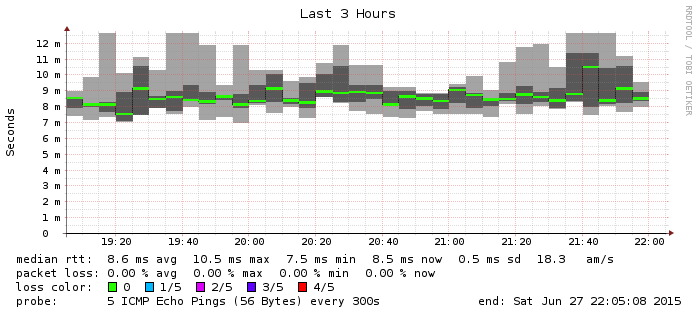 Last 3 Hours
RRDTOOL / TOBI OETIKER
Seconds
12 m
11 m
10 m
9 m
8 m
7 m
6 m
5 m
4 m
3 m
2 m
1 m
0
19:20 19:40 20:00 20:20 20:40 21:00 21:20 21:40 22:00
median rtt: 8.6 ms avg 10.5 ms max 7.5 ms min 8.5 ms now 0.5 ms sd 18.3 am/s
packet loss: 0.00 % avg 0.00 % max 0.00 % min 0.00 % now
loss color: 0 1/5 2/5 3/5 4/5
probe: 5 ICMP Echo Pings (56 Bytes) every 300s end: Sat Jun 27 22:05:08 2015